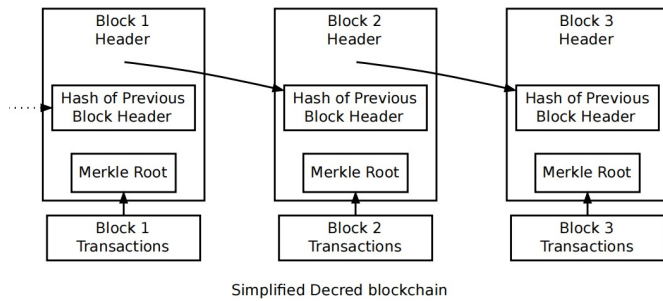 Block 1
Header
Hash of Previous
Block Header
Merkle Root
Block 1
Transactions
Block 2
Header
Hash of Previous
Block Header
Merkle Root
Block 2
Transactions
Block 3
Header
Hash of Previous
Block Header
Merkle Root
Block 3
Transactions
Simplified Decred blockchain